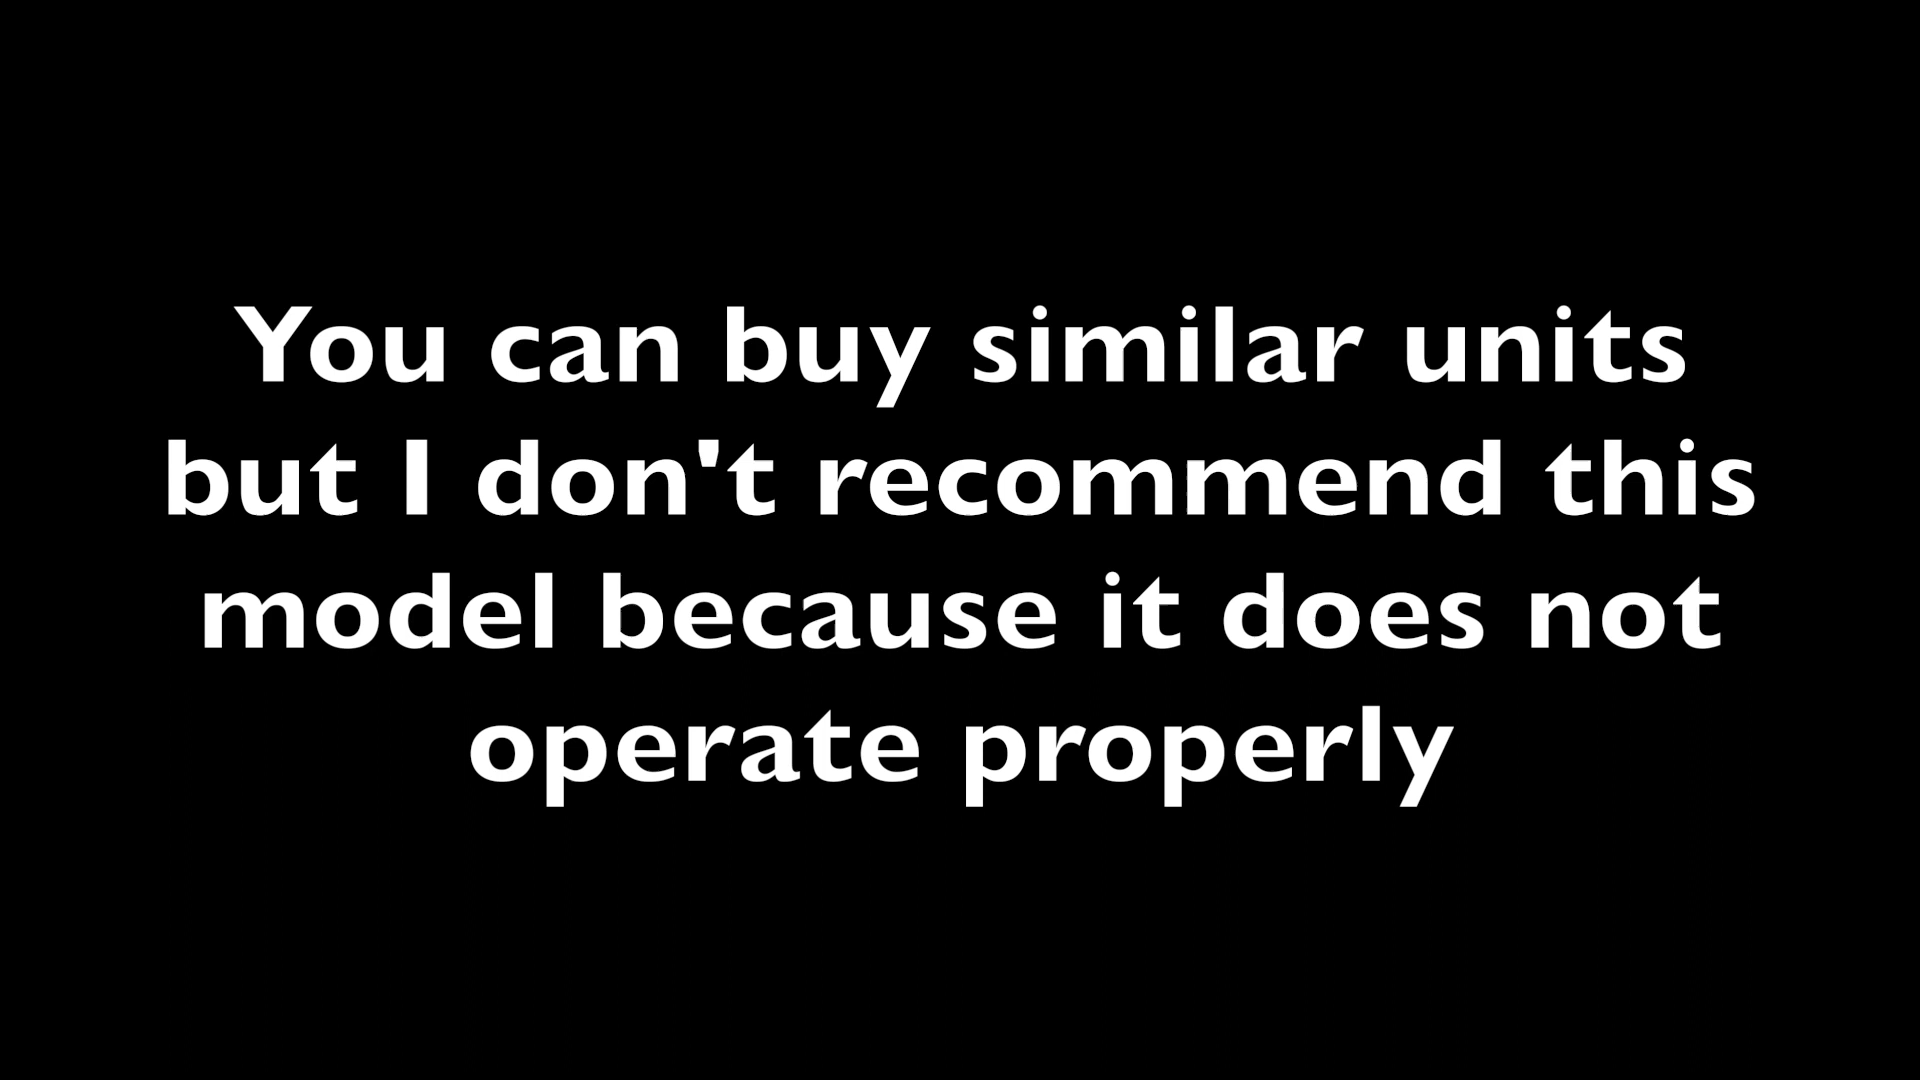 You can buy similar units
but I don't recommend this
model because it does not
operate properly